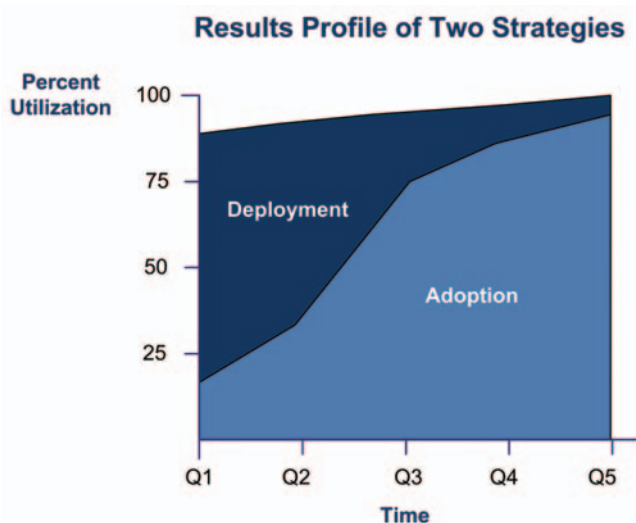 Results Profile of Two Strategies
Percent
Utilization
100
75
50
25
Deployment
Adoption
Q1 Q2 Q3 Q4 Q5
Time